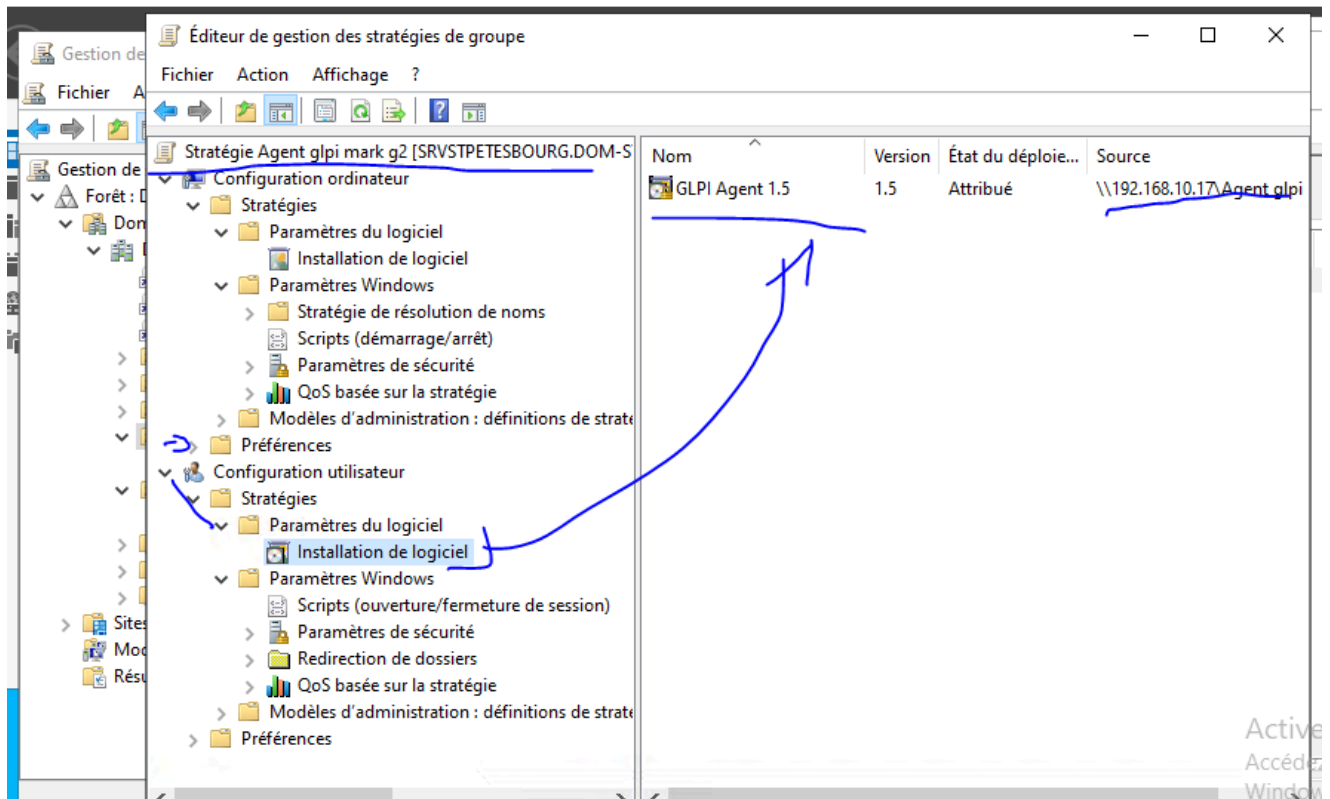 Éditeur de gestion des stratégies de groupe
Gestion de
Fichier Action Affichage ?
Fichier A
Stratégie Agent glpi mark g2 [SRVSTPETESBOURG.DOM-S
Configuration ordinateur
Stratégies
Paramètres du logiciel
Installation de logiciel
Paramètres Windows
Stratégie de résolution de noms
Scripts (démarrage/arrêt)
Paramètres de sécurité
QoS basée sur la stratégie
Modèles d'administration : définitions de straté
Préférences
Configuration utilisateur
Stratégies
Paramètres du logiciel
Installation de logiciel
Paramètres Windows
Scripts (ouverture/fermeture de session)
Paramètres de sécurité
Redirection de dossiers
QoS basée sur la stratégie
Modèles d'administration : définitions de straté
Préférences
Nom Version État du déploie... Source
GLPI Agent 1.5 1.5 Attribué \\192.168.10.17\Agent glpi
Gestion de
Forêt : D
Dom
Sites
Mod
Résu
Active
Accédez
Window